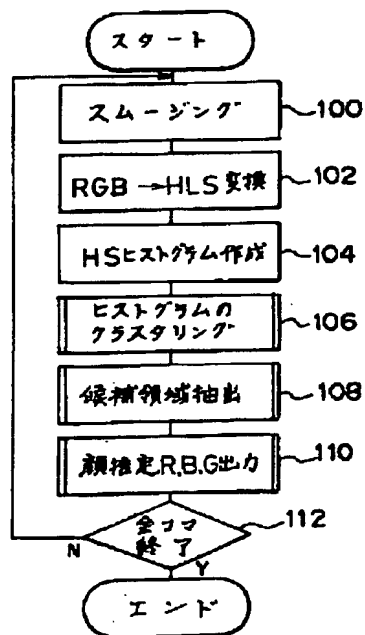 スタート
スムージング
100
RGB→HLS変換
102
HSヒストグラム作成
104
ヒストグラムの
クラスタリング
106
候補領域抽出
108
顔推定R.B.G出力
110
全コマ
終了
112
N
Y
エンド